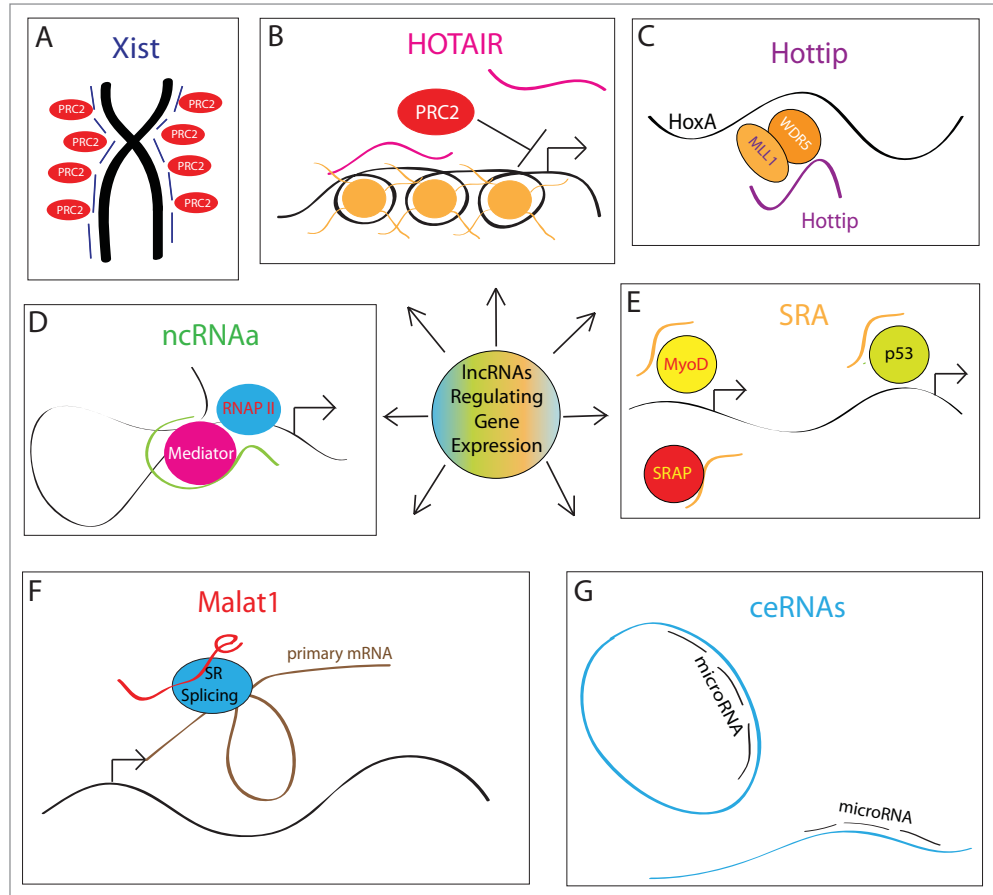 A
Xist
PRC2
PRC2
PRC2
PRC2
PRC2
PRC2
PRC2
PRC2
B
HOTAIR
PRC2
C
Hottip
HoxA
MLL1
WDR5
Hottip
D
ncRNAa
RNAP II
Mediator
lncRNAs
Regulating
Gene
Expression
E
SRA
MyoD
p53
SRAP
F
Malat1
primary mRNA
SR
Splicing
G
ceRNAs
microRNA
microRNA